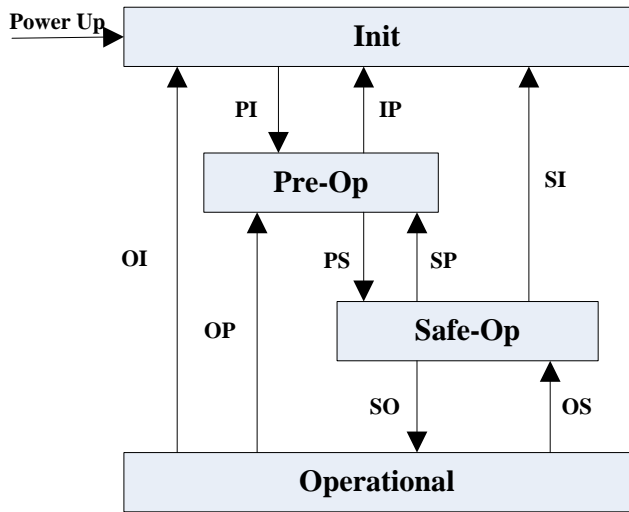 Power Up
Init
PI
IP
Pre-Op
SI
OI
PS
SP
OP
Safe-Op
SO
OS
Operational